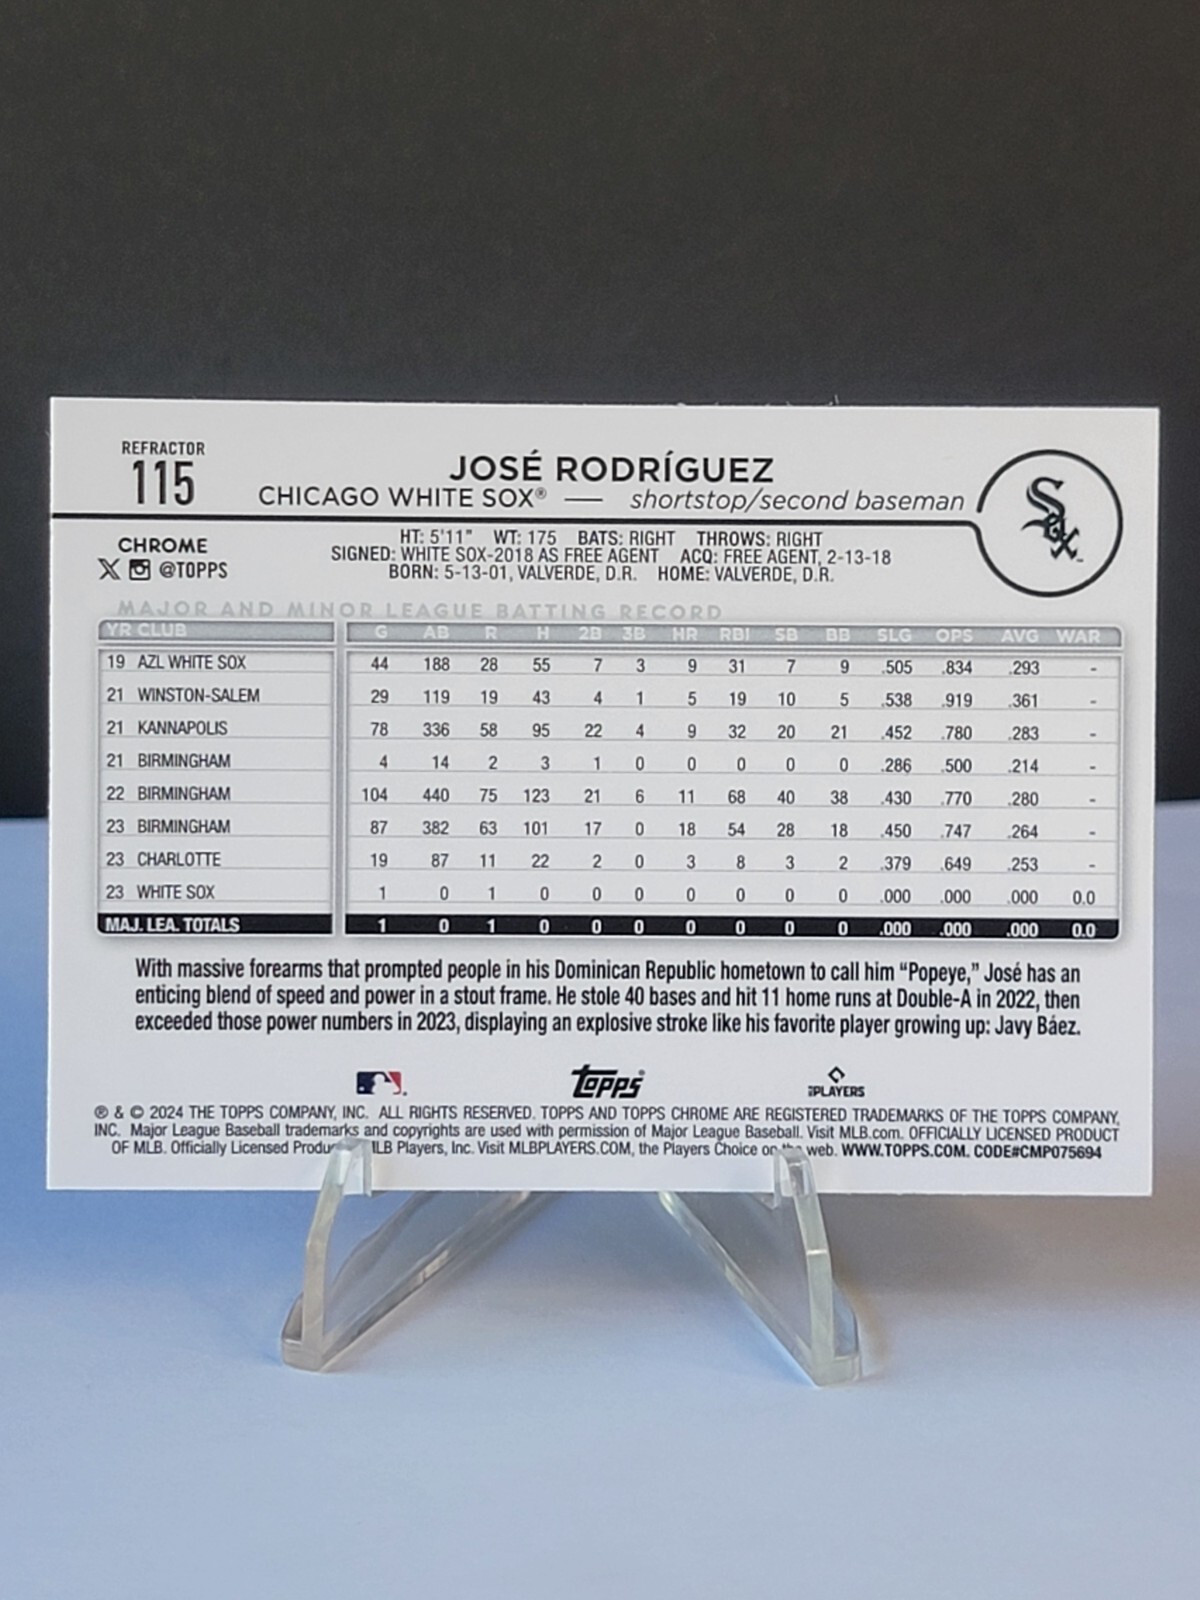 REFRACTOR
115
JOSÉ RODRÍGUEZ
CHICAGO WHITE SOX® — shortstop/second baseman
Sox
CHROME
X @TOPPS
HT: 5'11" WT: 175 BATS: RIGHT THROWS: RIGHT
SIGNED: WHITE SOX-2018 AS FREE AGENT ACQ: FREE AGENT, 2-13-18
BORN: 5-13-01, VALVERDE, D.R. HOME: VALVERDE, D.R.
MAJOR AND MINOR LEAGUE BATTING RECORD
YR CLUB G AB R H 2B 3B HR RBI SB BB SLG OPS AVG WAR
19 AZL WHITE SOX 44 188 28 55 7 3 9 31 7 9 .505 .834 .293 -
21 WINSTON-SALEM 29 119 19 43 4 1 5 19 10 5 .538 .919 .361 -
21 KANNAPOLIS 78 336 58 95 22 4 9 32 20 21 .452 .780 .283 -
21 BIRMINGHAM 4 14 2 3 1 0 0 0 0 0 .286 .500 .214 -
22 BIRMINGHAM 104 440 75 123 21 6 11 68 40 38 .430 .770 .280 -
23 BIRMINGHAM 87 382 63 101 17 0 18 54 28 18 .450 .747 .264 -
23 CHARLOTTE 19 87 11 22 2 0 3 8 3 2 .379 .649 .253 -
23 WHITE SOX 1 0 1 0 0 0 0 0 0 0 .000 .000 .000 0.0
MAJ. LEA. TOTALS 1 0 1 0 0 0 0 0 0 0 .000 .000 .000 0.0
With massive forearms that prompted people in his Dominican Republic hometown to call him “Popeye,” José has an
enticing blend of speed and power in a stout frame. He stole 40 bases and hit 11 home runs at Double-A in 2022, then
exceeded those power numbers in 2023, displaying an explosive stroke like his favorite player growing up: Javy Báez.
Topps®
PLAYERS
® & © 2024 THE TOPPS COMPANY, INC. ALL RIGHTS RESERVED. TOPPS AND TOPPS CHROME ARE REGISTERED TRADEMARKS OF THE TOPPS COMPANY,
INC. Major League Baseball trademarks and copyrights are used with permission of Major League Baseball. Visit MLB.com. OFFICIALLY LICENSED PRODUCT
OF MLB. Officially Licensed Produ MLB Players, Inc. Visit MLBPLAYERS.COM, the Players Choice on the web. WWW.TOPPS.COM. CODE#CMP075694